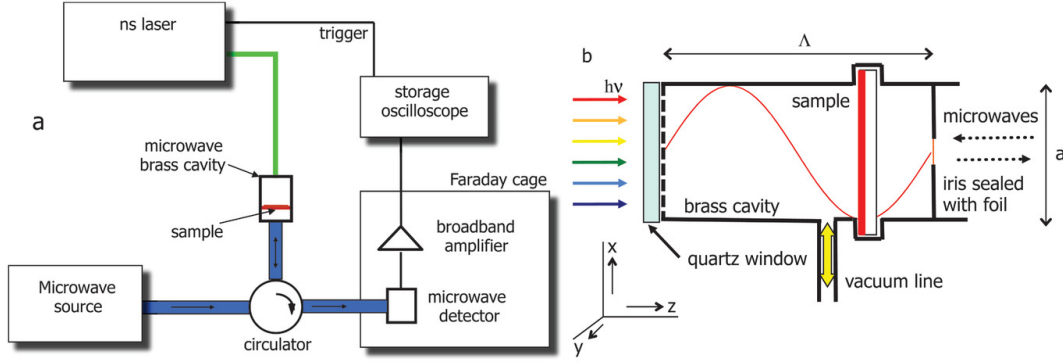 ns laser
trigger
storage
oscilloscope
a
microwave
brass cavity
sample
Faraday cage
broadband
amplifier
microwave
detector
Microwave
source
circulator
b
Λ
hν
sample
microwaves
a
iris sealed
with foil
brass cavity
quartz window
vacuum line
x
z
y